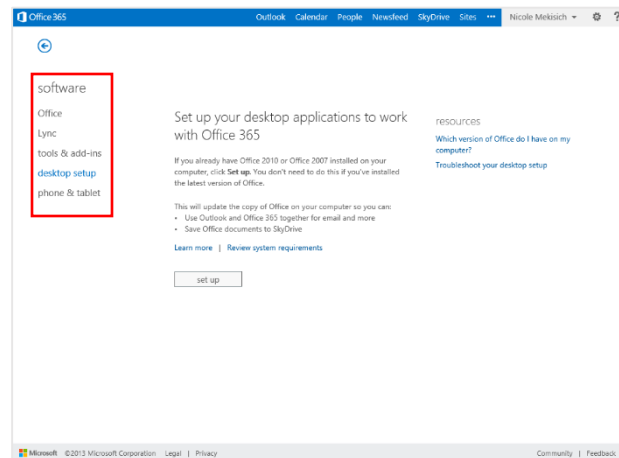 Office 365
Outlook Calendar People Newsfeed SkyDrive Sites ••• Nicole Mekisich ?
software
Office
Lync
tools & add-ins
desktop setup
phone & tablet
Set up your desktop applications to work
with Office 365
If you already have Office 2010 or Office 2007 installed on your
computer, click Set up. You don't need to do this if you've installed
the latest version of Office.
This will update the copy of Office on your computer so you can:
• Use Outlook and Office 365 together for email and more
• Save Office documents to SkyDrive
Learn more | Review system requirements
set up
resources
Which version of Office do I have on my
computer?
Troubleshoot your desktop setup
Microsoft ©2013 Microsoft Corporation Legal | Privacy
Community | Feedback